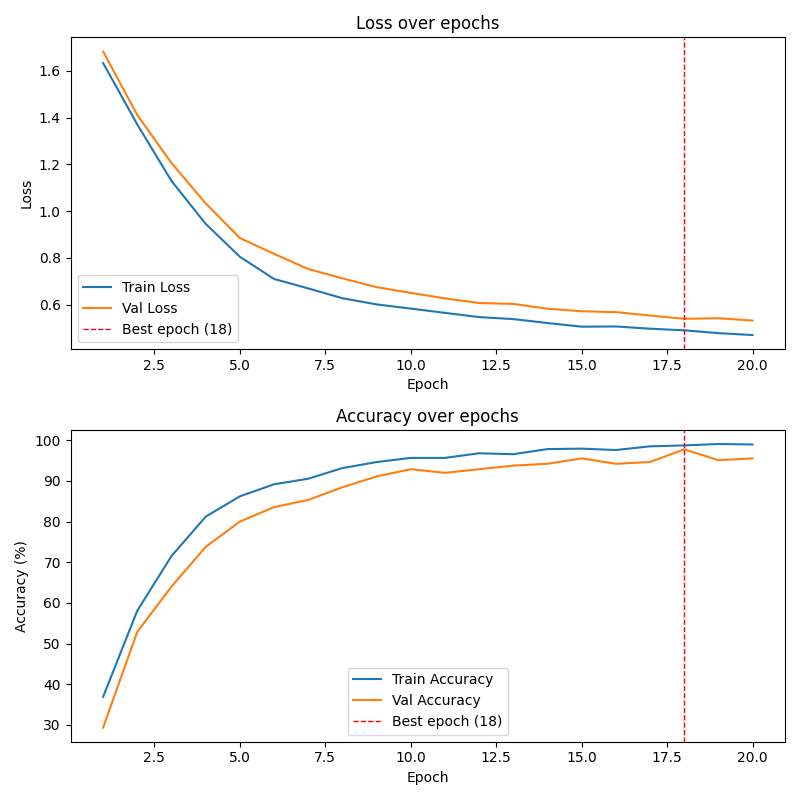 Loss over epochs
1.6
1.4
1.2
1.0
0.8
0.6
Loss
Train Loss
Val Loss
Best epoch (18)
2.5 5.0 7.5 10.0 12.5 15.0 17.5 20.0
Epoch
Accuracy over epochs
100
90
80
70
60
50
40
30
Accuracy (%)
Train Accuracy
Val Accuracy
Best epoch (18)
2.5 5.0 7.5 10.0 12.5 15.0 17.5 20.0
Epoch